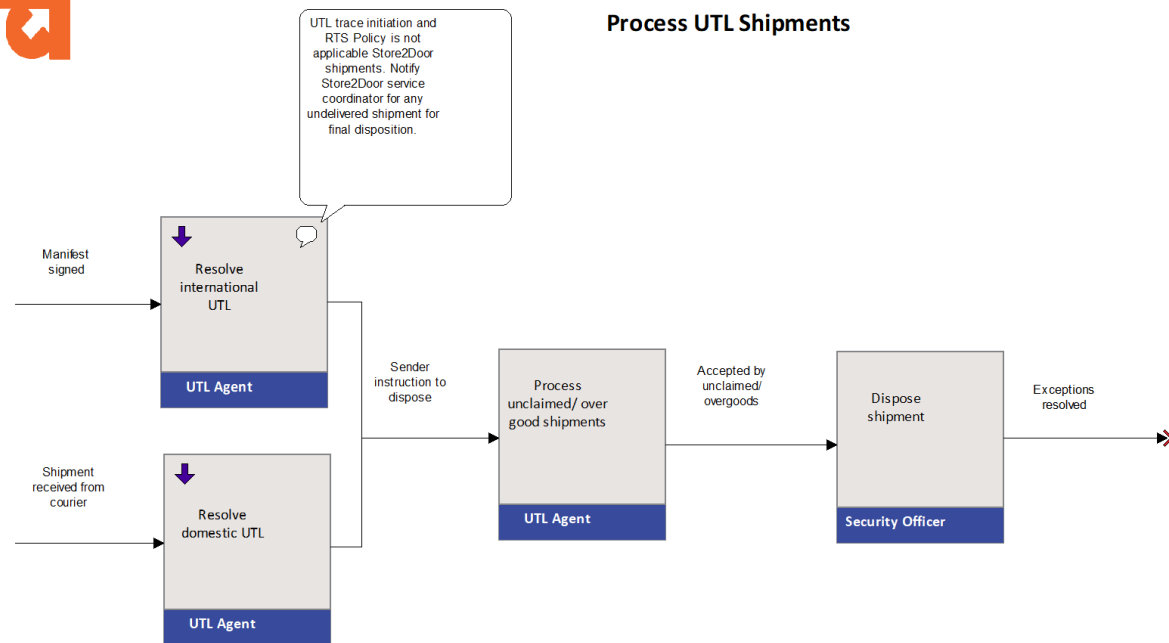 Process UTL Shipments
UTL trace initiation and
RTS Policy is not
applicable Store2Door
shipments. Notify
Store2Door service
coordinator for any
undelivered shipment for
final disposition.
Manifest
signed
Resolve
international
UTL
UTL Agent
Sender
instruction to
dispose
Process
unclaimed/ over
good shipments
UTL Agent
Accepted by
unclaimed/
overgoods
Dispose
shipment
Security Officer
Exceptions
resolved
Shipment
received from
courier
Resolve
domestic UTL
UTL Agent